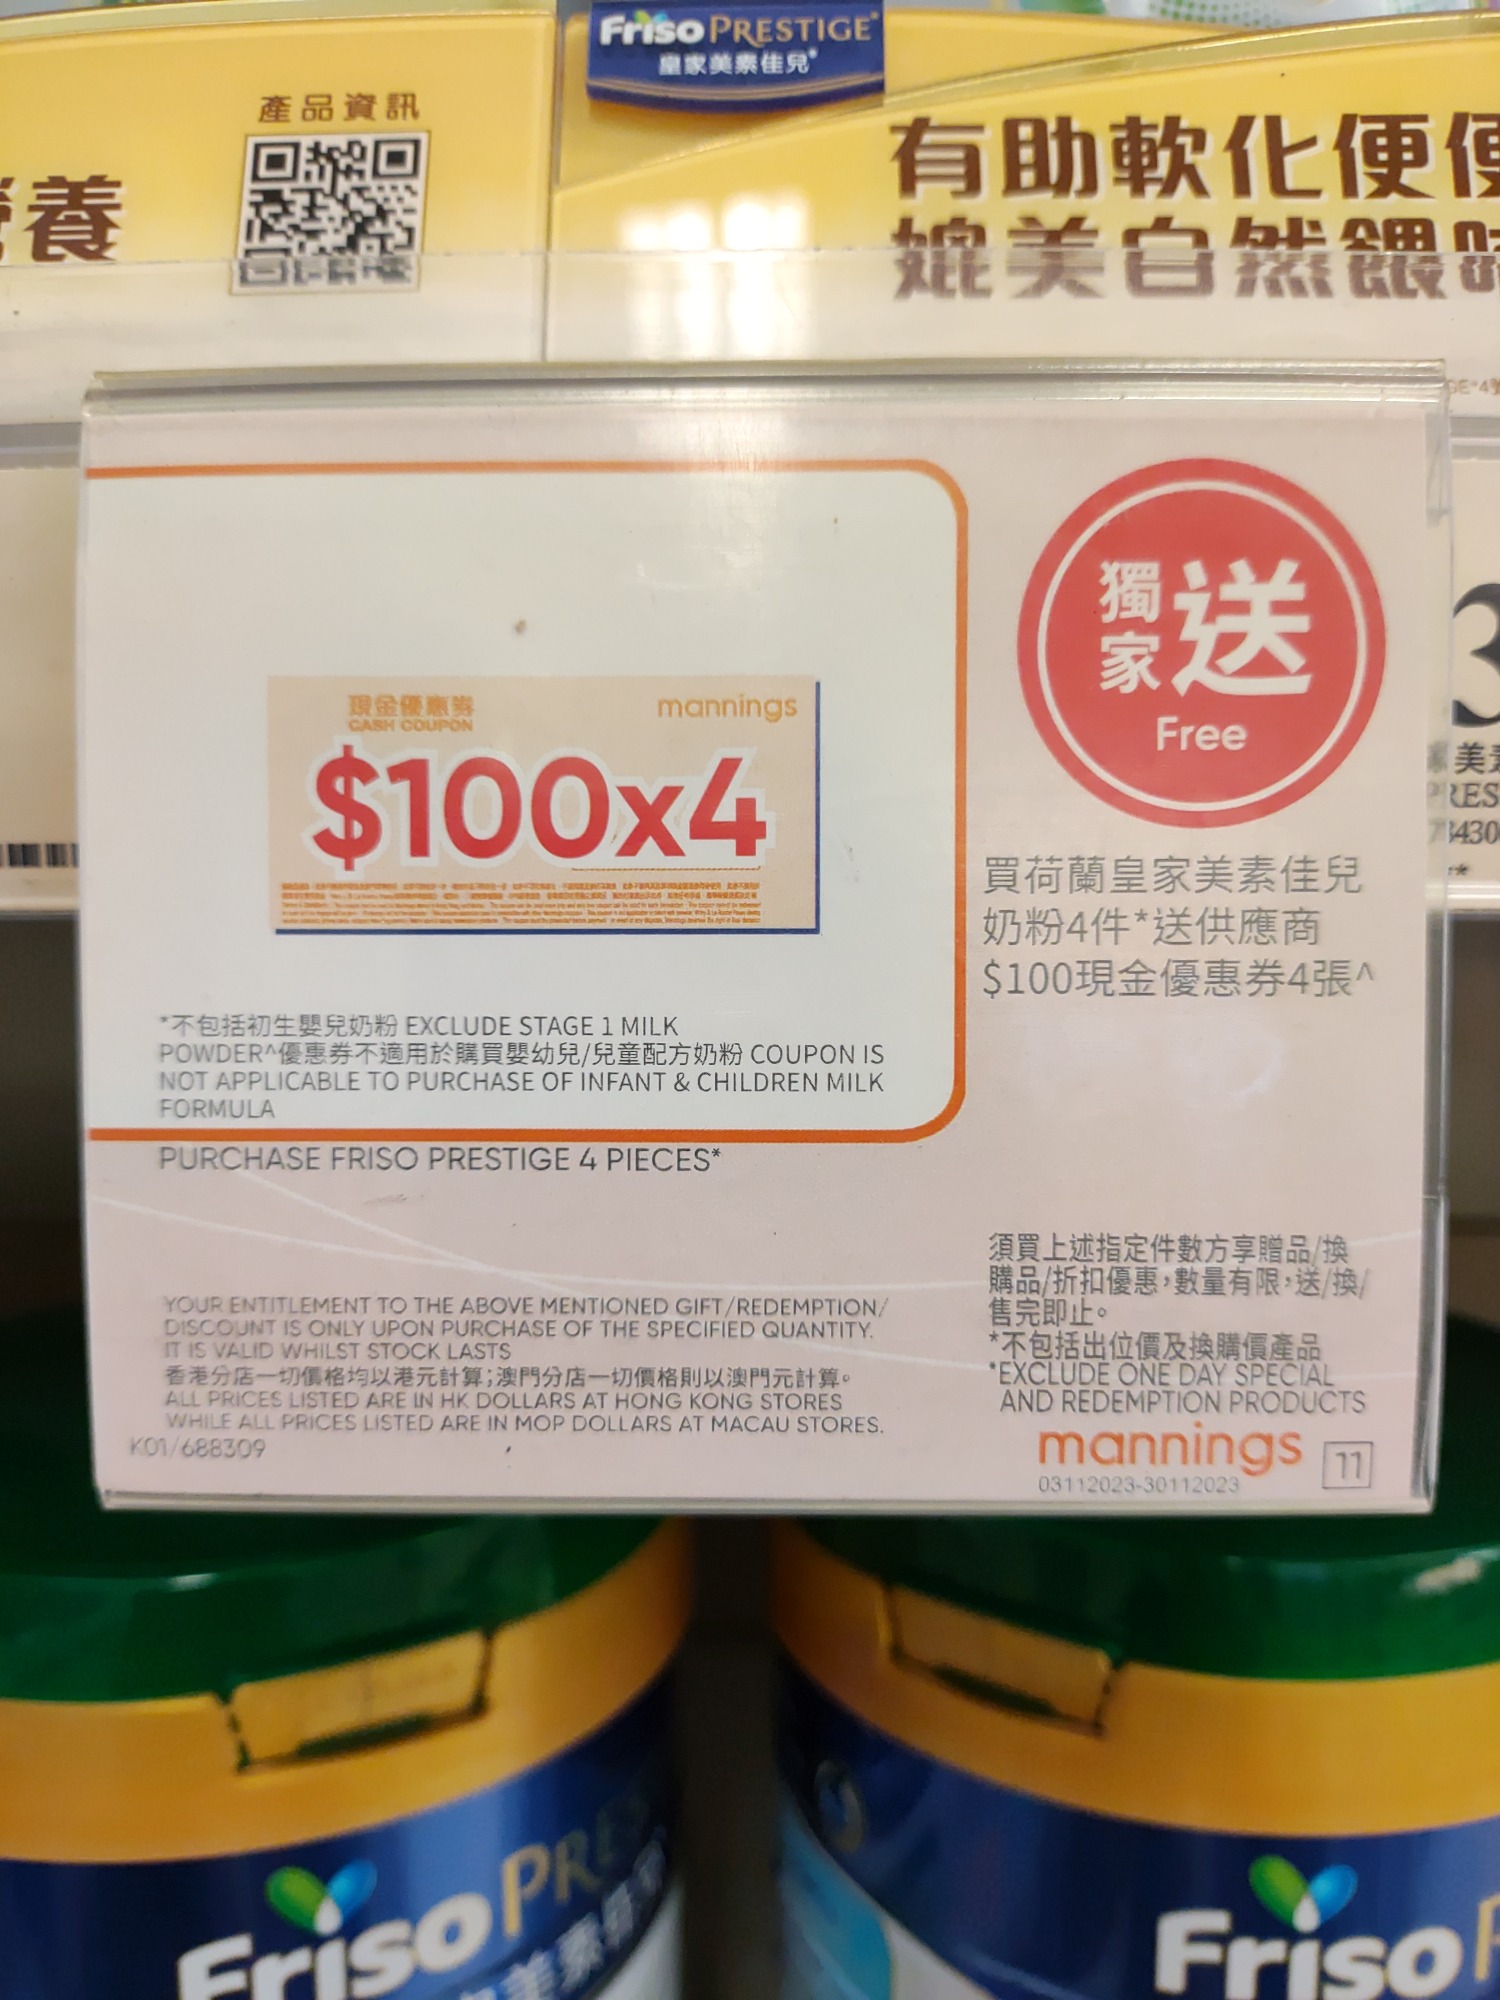 Friso PRESTIGE
皇家美素佳兒
產品資訊
養
有助軟化便便
媲美自然餵
現金優惠券
CASH COUPON
mannings
$100x4
獨家
送
Free
買荷蘭皇家美素佳兒
奶粉4件*送供應商
$100現金優惠券4張^
*不包括初生嬰兒奶粉 EXCLUDE STAGE 1 MILK
POWDER^優惠券不適用於購買嬰幼兒/兒童配方奶粉 COUPON IS
NOT APPLICABLE TO PURCHASE OF INFANT & CHILDREN MILK
FORMULA
PURCHASE FRISO PRESTIGE 4 PIECES*
須買上述指定件數方享贈品/換
購品/折扣優惠，數量有限，送/換/
售完即止。
*不包括出位價及換購價產品
*EXCLUDE ONE DAY SPECIAL
AND REDEMPTION PRODUCTS
YOUR ENTITLEMENT TO THE ABOVE MENTIONED GIFT/REDEMPTION/
DISCOUNT IS ONLY UPON PURCHASE OF THE SPECIFIED QUANTITY.
IT IS VALID WHILST STOCK LASTS
香港分店一切價格均以港元計算；澳門分店一切價格則以澳門元計算。
ALL PRICES LISTED ARE IN HK DOLLARS AT HONG KONG STORES
WHILE ALL PRICES LISTED ARE IN MOP DOLLARS AT MACAU STORES.
K01/688309
mannings
11
03112023-30112023
Friso PRES
美素
Friso